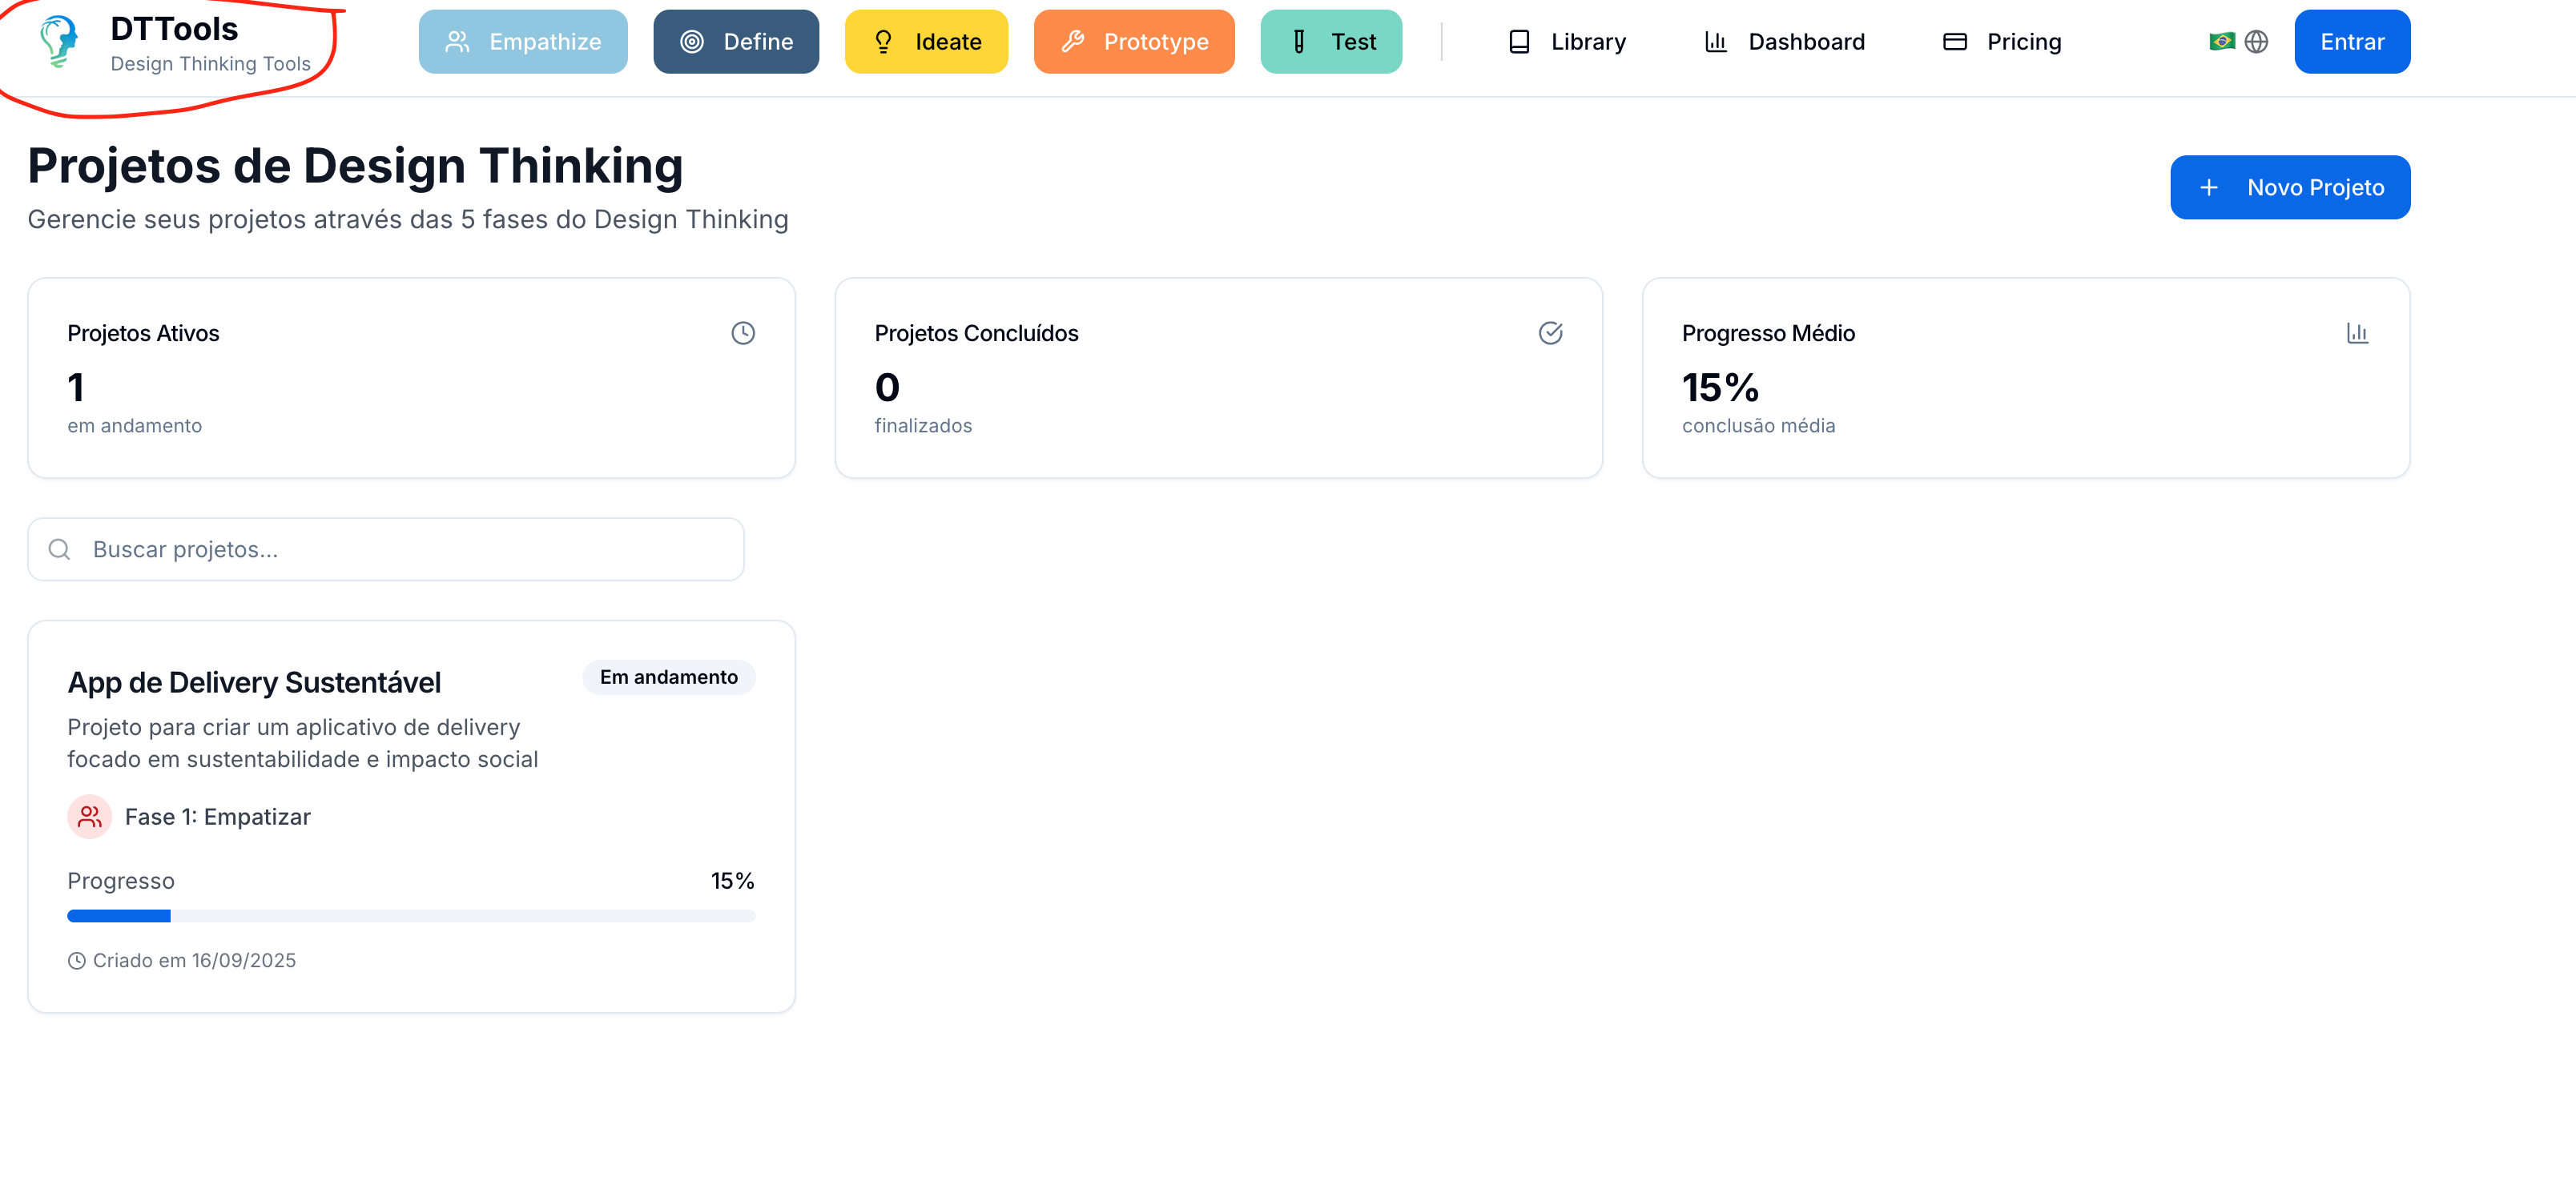 DTTools
Design Thinking Tools
Empathize
Define
Ideate
Prototype
Test
Library
Dashboard
Pricing
Entrar
Projetos de Design Thinking
Gerencie seus projetos através das 5 fases do Design Thinking
Novo Projeto
Projetos Ativos
1
em andamento
Projetos Concluídos
0
finalizados
Progresso Médio
15%
conclusão média
Buscar projetos...
App de Delivery Sustentável
Em andamento
Projeto para criar um aplicativo de delivery
focado em sustentabilidade e impacto social
Fase 1: Empatizar
Progresso
15%
Criado em 16/09/2025